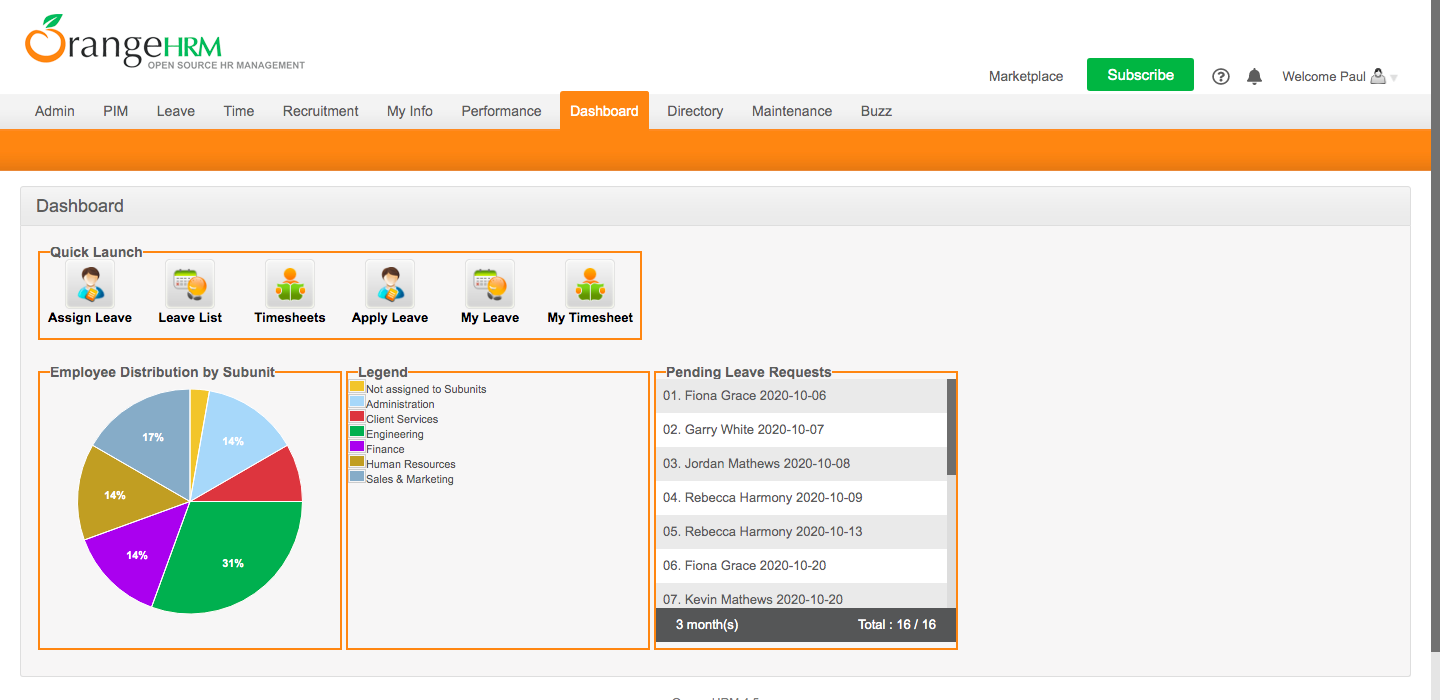 OrangeHRM
OPEN SOURCE HR MANAGEMENT
Marketplace Subscribe ? Welcome Paul
Admin PIM Leave Time Recruitment My Info Performance Dashboard Directory Maintenance Buzz
Dashboard
Quick Launch
Assign Leave Leave List Timesheets Apply Leave My Leave My Timesheet
Employee Distribution by Subunit
17%
14%
14%
14%
31%
Legend
Not assigned to Subunits
Administration
Client Services
Engineering
Finance
Human Resources
Sales & Marketing
Pending Leave Requests
01. Fiona Grace 2020-10-06
02. Garry White 2020-10-07
03. Jordan Mathews 2020-10-08
04. Rebecca Harmony 2020-10-09
05. Rebecca Harmony 2020-10-13
06. Fiona Grace 2020-10-20
07. Kevin Mathews 2020-10-20
3 month(s) Total : 16 / 16